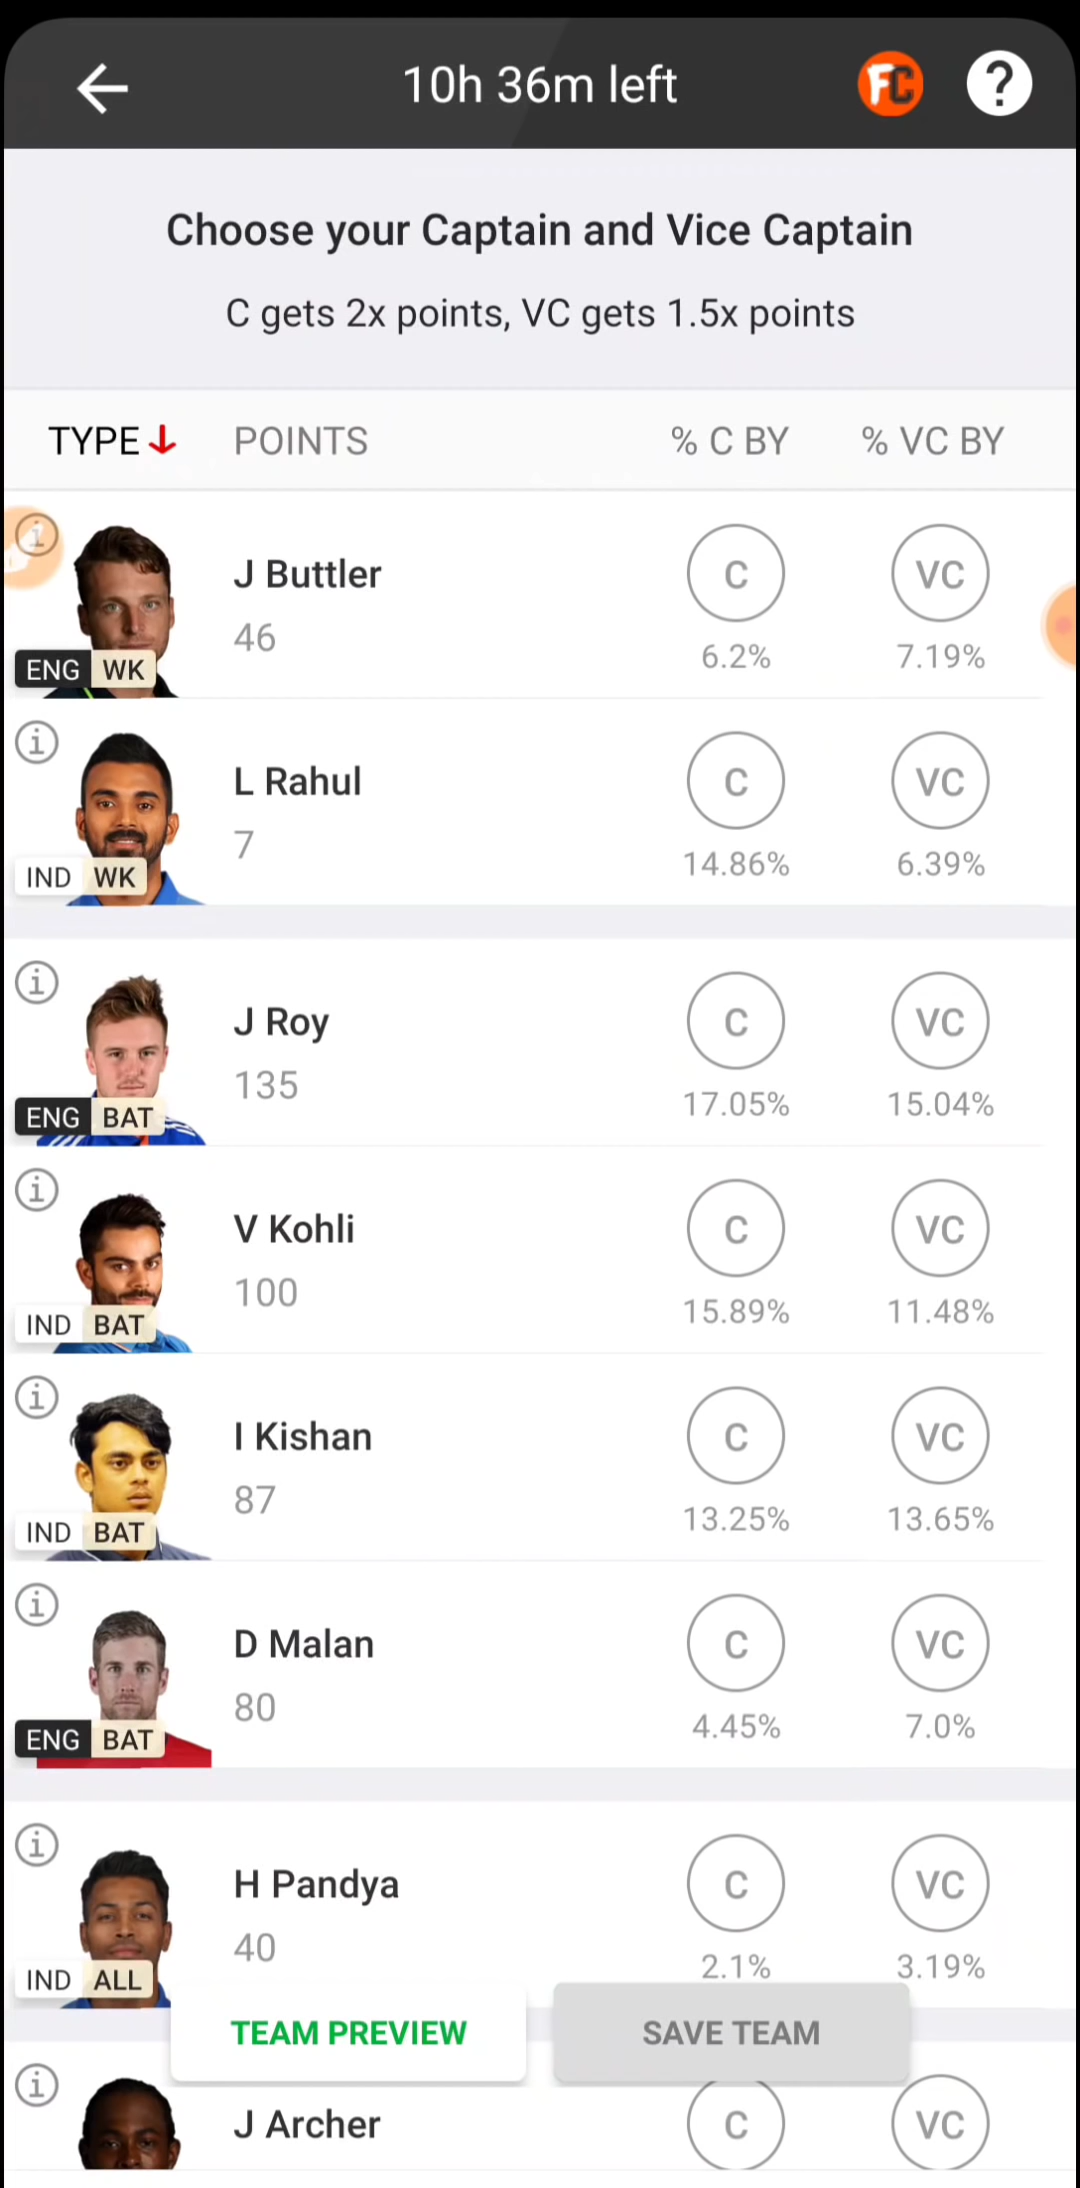 10h 36m left
FC
?
Choose your Captain and Vice Captain
C gets 2x points, VC gets 1.5x points
TYPE POINTS % C BY % VC BY
i
J Buttler C VC
46 6.2% 7.19%
ENG WK
i
L Rahul C VC
7 14.86% 6.39%
IND WK
i
J Roy C VC
135 17.05% 15.04%
ENG BAT
i
V Kohli C VC
100 15.89% 11.48%
IND BAT
i
I Kishan C VC
87 13.25% 13.65%
IND BAT
i
D Malan C VC
80 4.45% 7.0%
ENG BAT
i
H Pandya C VC
40 2.1% 3.19%
IND ALL
TEAM PREVIEW SAVE TEAM
i
J Archer C VC